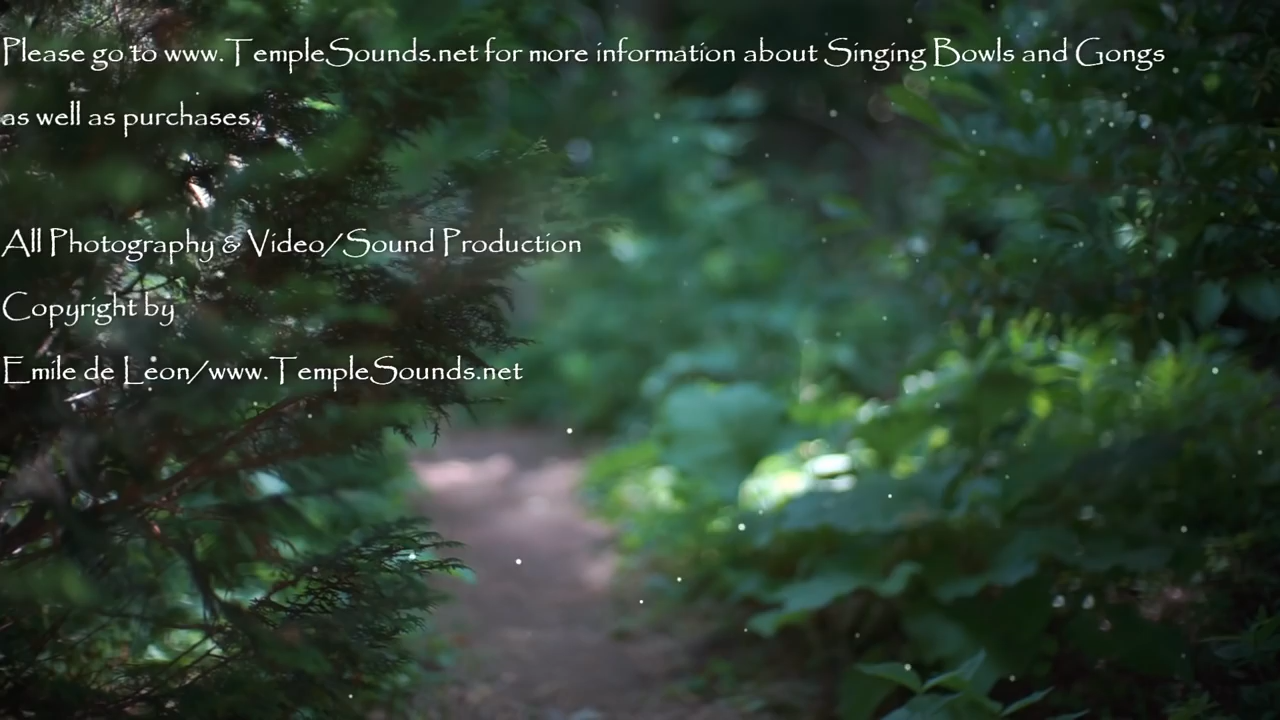 Please go to www.TempleSounds.net for more information about Singing Bowls and Gongs
as well as purchases.
All Photography & Video/Sound Production
Copyright by
Emile de Leon/www.TempleSounds.net